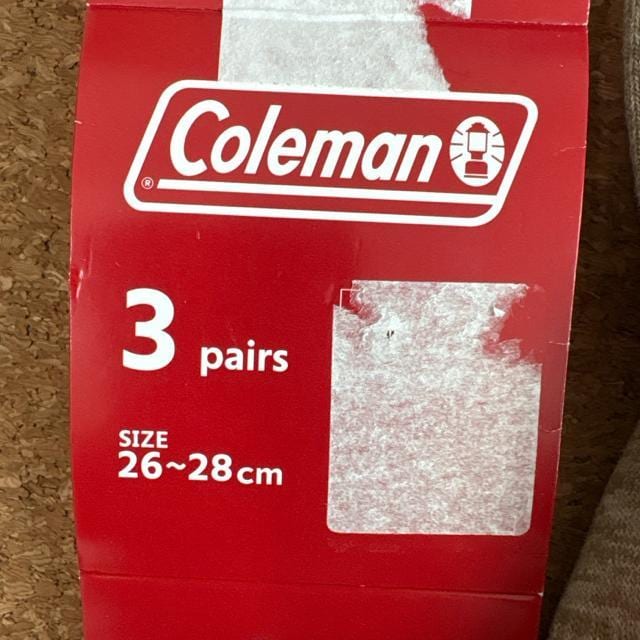 Coleman
®
3 pairs
SIZE
26~28cm